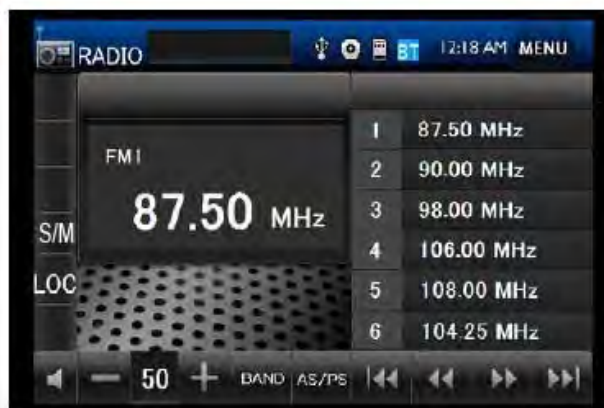 RADIO BT 12:18 AM MENU
FM1
87.50 MHz
S/M
LOC
1 87.50 MHz
2 90.00 MHz
3 98.00 MHz
4 106.00 MHz
5 108.00 MHz
6 104.25 MHz
50 BAND AS/PS